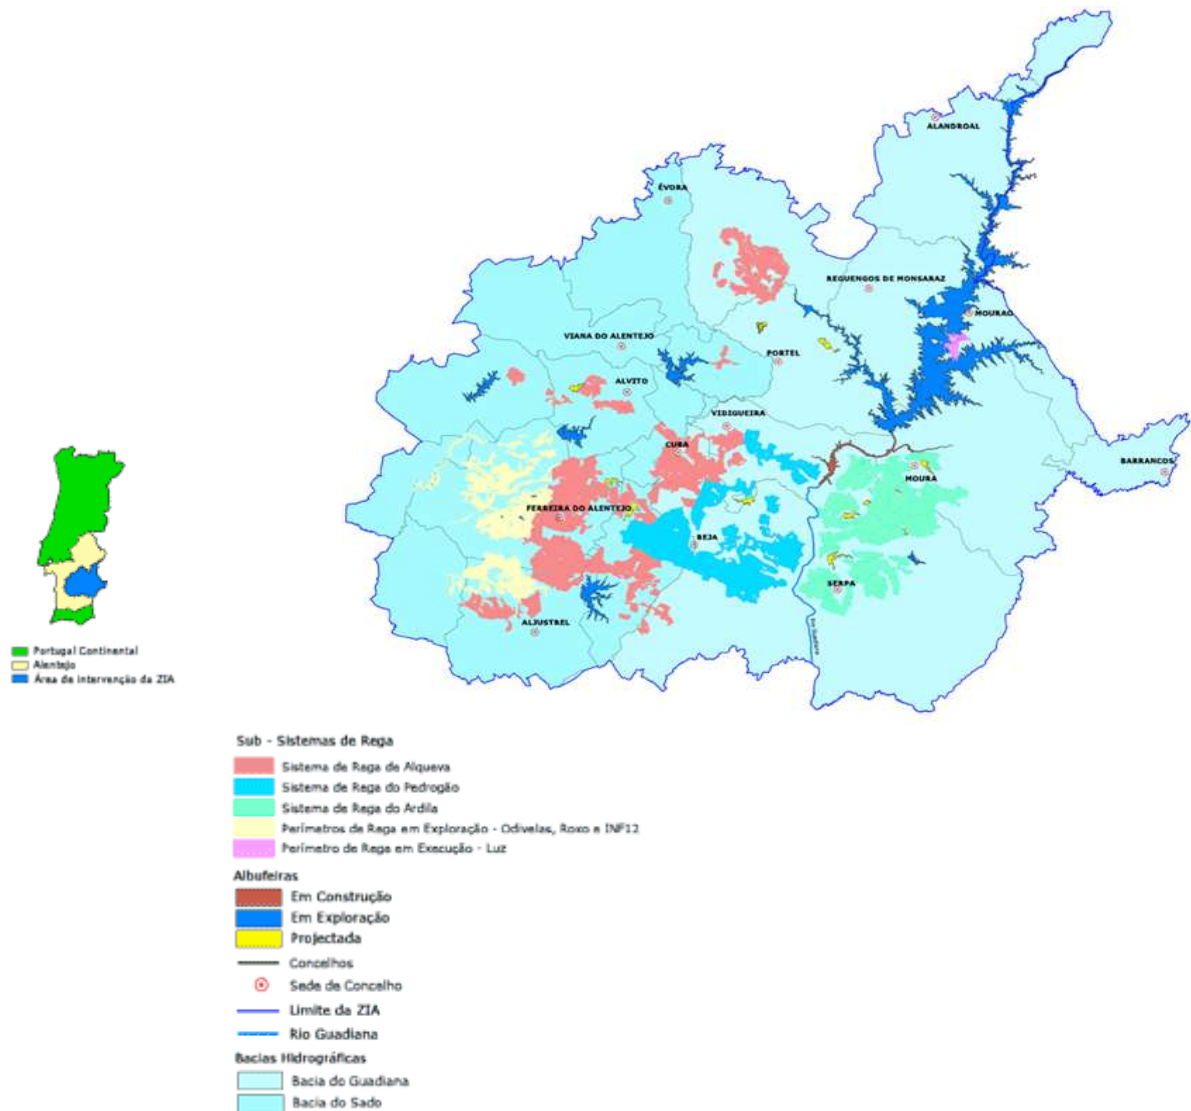 ALANDROAL
ÉVORA
REGUENGOS DE MONSARAZ
MOURAO
VIANA DO ALENTEJO
PORTEL
ALVITO
VIDIGUEIRA
CUBA
BARRANCOS
MOURA
FERREIRA DO ALENTEJO
BEJA
SERPA
ALJUSTREL
Rio Guadiana
Portugal Continental
Alentejo
Área de intervenção da ZIA
Sub - Sistemas de Rega
Sistema de Rega de Alqueva
Sistema de Rega do Pedrogão
Sistema de Rega do Ardila
Perímetros de Rega em Exploração - Odivelas, Roxo e INF12
Perímetro de Rega em Execução - Luz
Albufeiras
Em Construção
Em Exploração
Projectada
Concelhos
Sede de Concelho
Limite da ZIA
Rio Guadiana
Bacias Hidrográficas
Bacia do Guadiana
Bacia do Sado